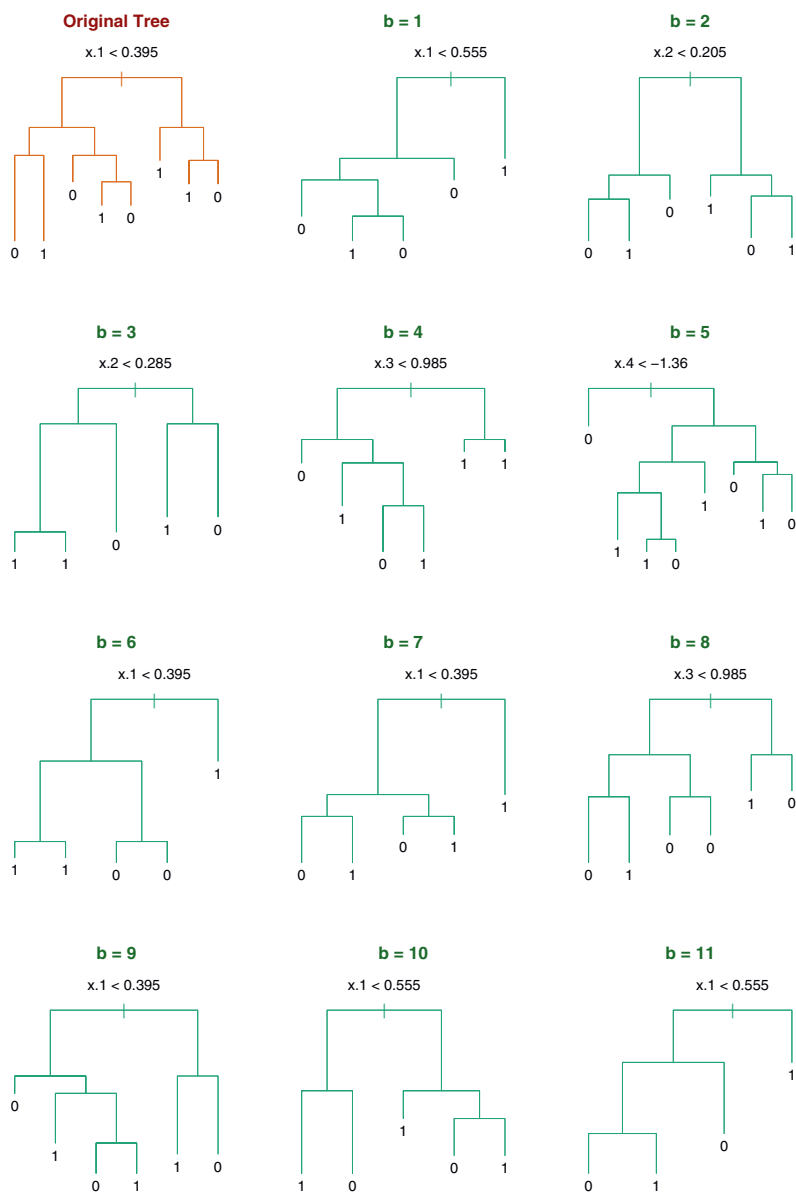 Original Tree b = 1 b = 2
x.1 < 0.395 x.1 < 0.555 x.2 < 0.205
1 1
0 1 0 0 0 1
1 0
0 1 1 0 0 1 0 1
b = 3 b = 4 b = 5
x.2 < 0.285 x.3 < 0.985 x.4 < −1.36
0
0 1 1 0
1
1 0 1 1 0
0 1
1 1 0 1 1 0
b = 6 b = 7 b = 8
x.1 < 0.395 x.1 < 0.395 x.3 < 0.985
1
1 1 0
1 1 0 0 0 1 0 0
0 1 0 1
b = 9 b = 10 b = 11
x.1 < 0.395 x.1 < 0.555 x.1 < 0.555
1
0
1 0
1 1 0 0 1
0 1 1 0 0 1